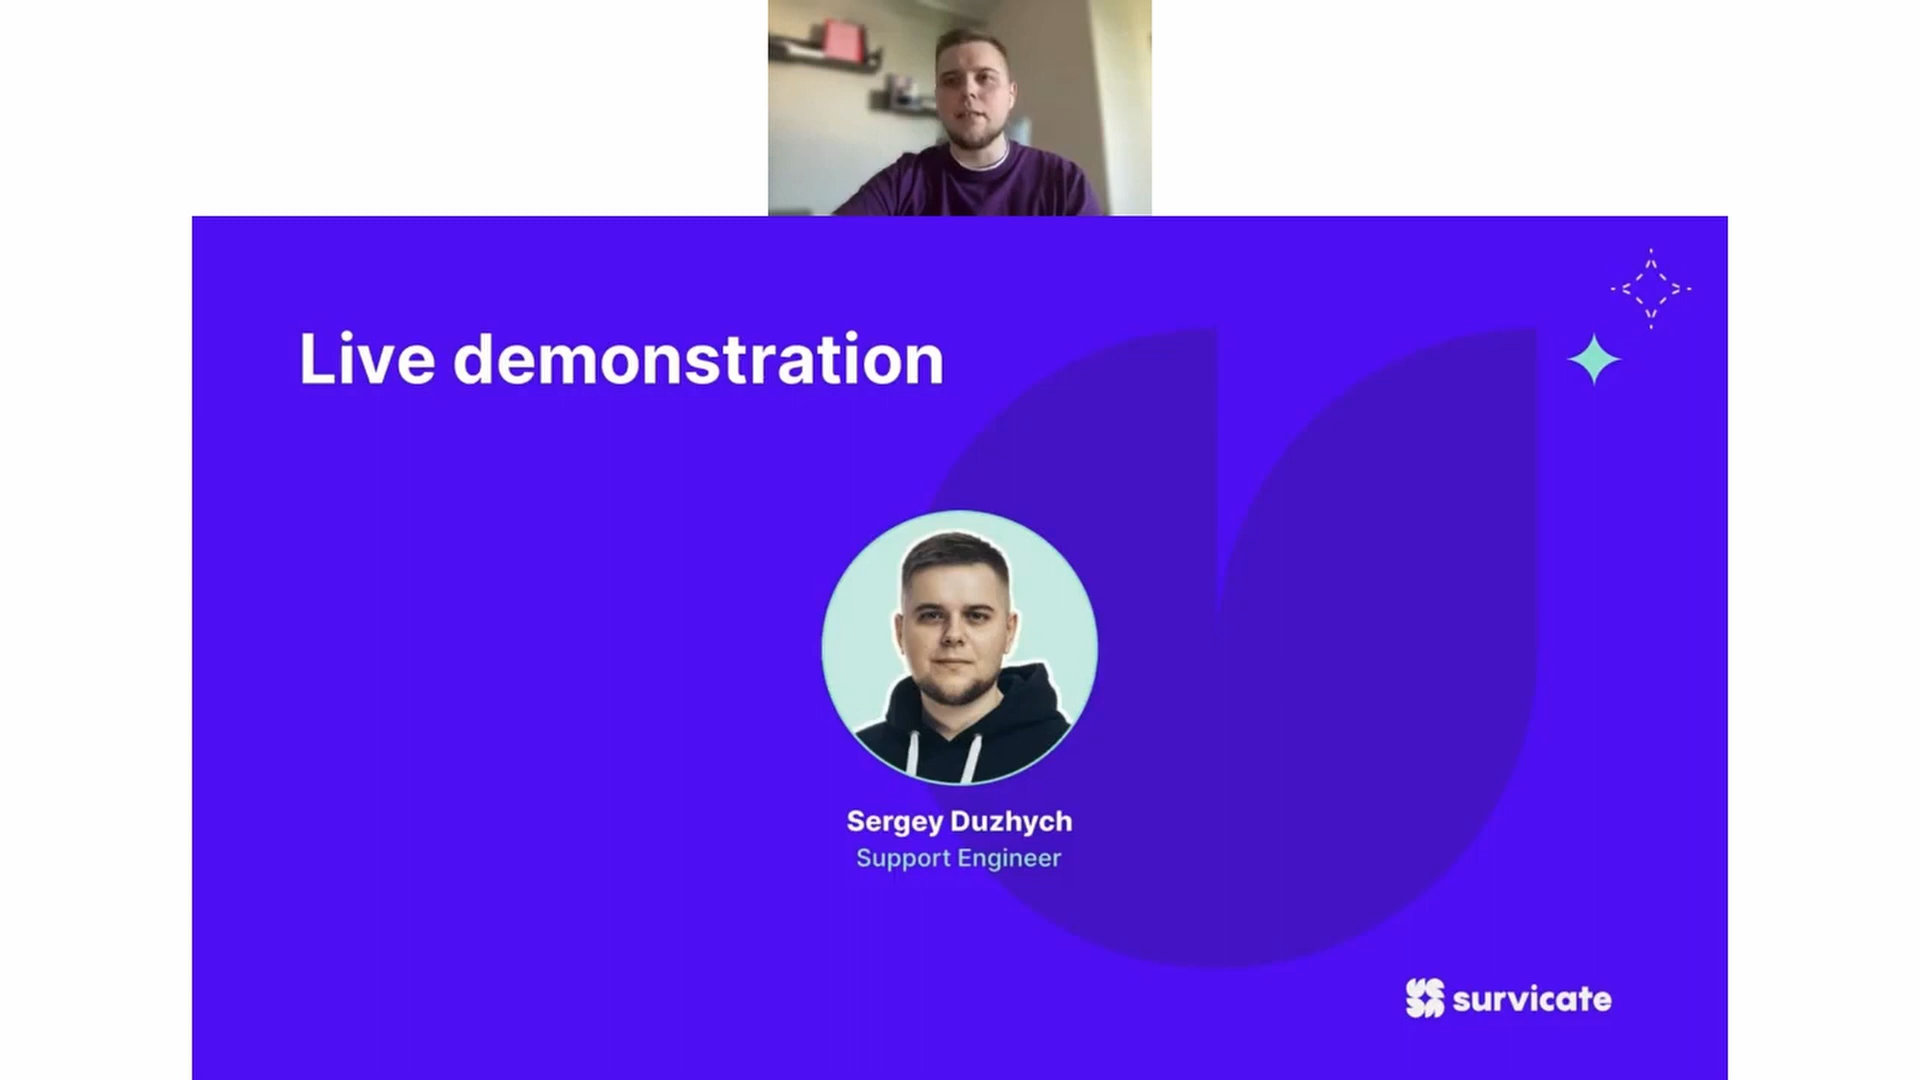 Live demonstration
Sergey Duzhych
Support Engineer
survicate